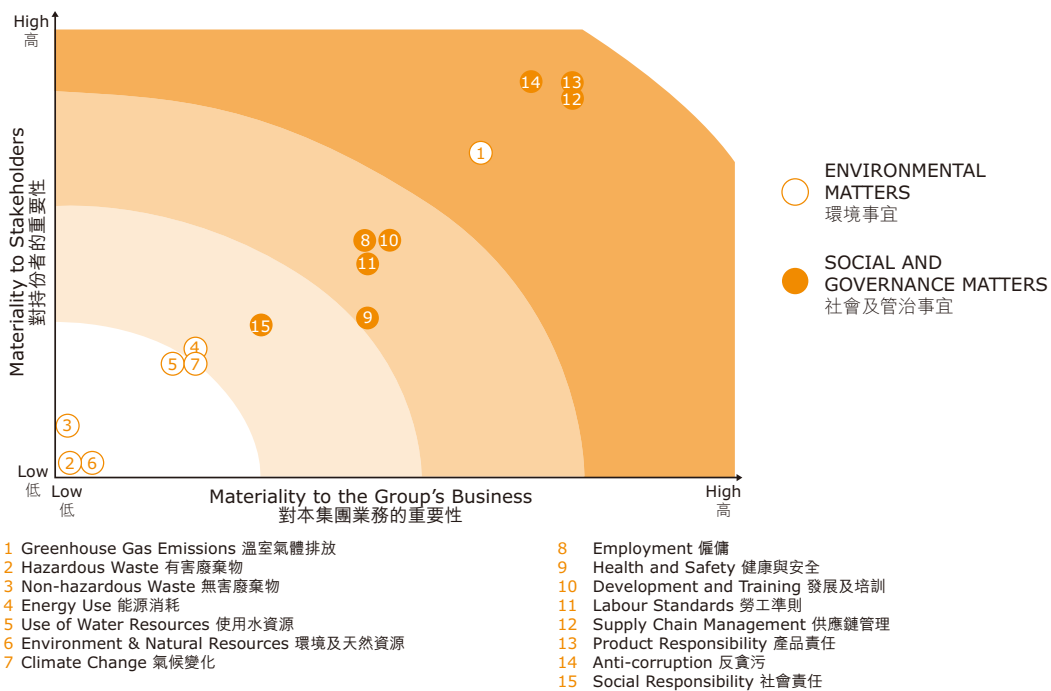 High
高
14
13
12
1
8
10
11
9
15
4
5
7
3
2
6
Materiality to Stakeholders
對持份者的重要性
Low
低
Low
低
Materiality to the Group's Business
對本集團業務的重要性
High
高
ENVIRONMENTAL
MATTERS
環境事宜
SOCIAL AND
GOVERNANCE MATTERS
社會及管治事宜
1 Greenhouse Gas Emissions 溫室氣體排放
2 Hazardous Waste 有害廢棄物
3 Non-hazardous Waste 無害廢棄物
4 Energy Use 能源消耗
5 Use of Water Resources 使用水資源
6 Environment & Natural Resources 環境及天然資源
7 Climate Change 氣候變化
8 Employment 僱傭
9 Health and Safety 健康與安全
10 Development and Training 發展及培訓
11 Labour Standards 勞工準則
12 Supply Chain Management 供應鏈管理
13 Product Responsibility 產品責任
14 Anti-corruption 反貪污
15 Social Responsibility 社會責任